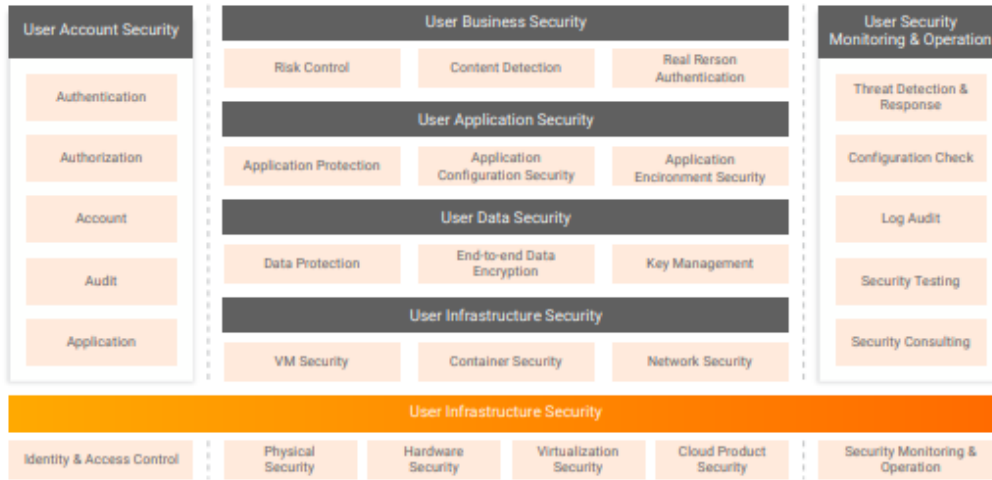 User Account Security
Authentication
Authorization
Account
Audit
Application
User Business Security
Risk Control
Content Detection
Real Rerson
Authentication
User Application Security
Application Protection
Application
Configuration Security
Application
Encironment Security
User Data Security
Data Protection
End-to-end Data
Encryption
Key Management
User Infrastructure Security
VM Security
Container Security
Network Security
User Security
Monitoring & Operation
Threat Detection &
Response
Configuration Check
Log Audit
Security Testing
Security Consulting
User Infrastructure Security
Identity & Access Control
Physical
Security
Hardware
Security
Virtualization
Security
Cloud Product
Security
Security Monitoring &
Operation